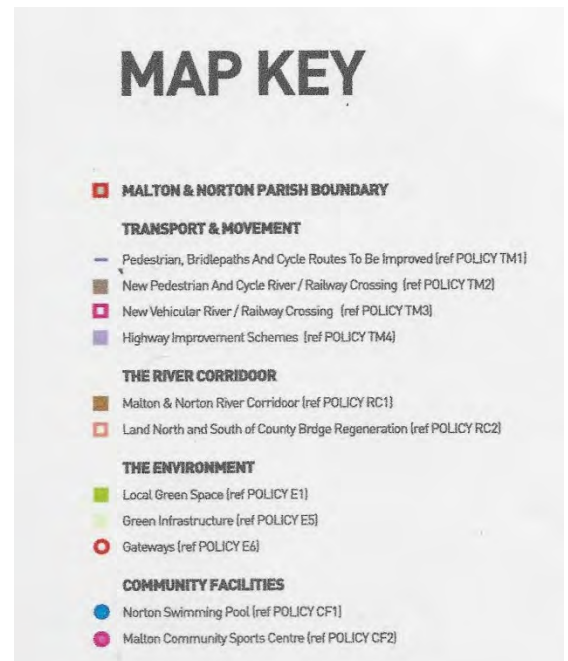 MAP KEY
MALTON & NORTON PARISH BOUNDARY
TRANSPORT & MOVEMENT
Pedestrian, Bridlepaths And Cycle Routes To Be Improved (ref POLICY TM1)
New Pedestrian And Cycle River / Railway Crossing (ref POLICY TM2)
New Vehicular River / Railway Crossing (ref POLICY TM3)
Highway Improvement Schemes (ref POLICY TM4)
THE RIVER CORRIDOOR
Malton & Norton River Corridor (ref POLICY RC1)
Land North and South of County Brdge Regeneration (ref POLICY RC2)
THE ENVIRONMENT
Local Green Space (ref POLICY E1)
Green Infrastructure (ref POLICY E5)
Gateways (ref POLICY E6)
COMMUNITY FACILITIES
Norton Swimming Pool (ref POLICY CF1)
Malton Community Sports Centre (ref POLICY CF2)